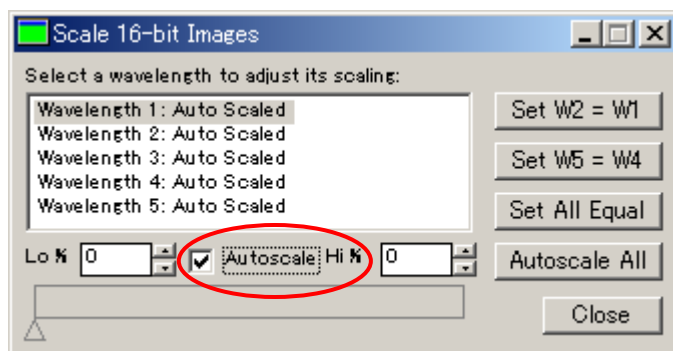 Scale 16-bit Images
Select a wavelength to adjust its scaling:
Wavelength 1: Auto Scaled
Wavelength 2: Auto Scaled
Wavelength 3: Auto Scaled
Wavelength 4: Auto Scaled
Wavelength 5: Auto Scaled
Set W2 = W1
Set W5 = W4
Set All Equal
Lo % 0 Autoscale Hi % 0
Autoscale All
Close